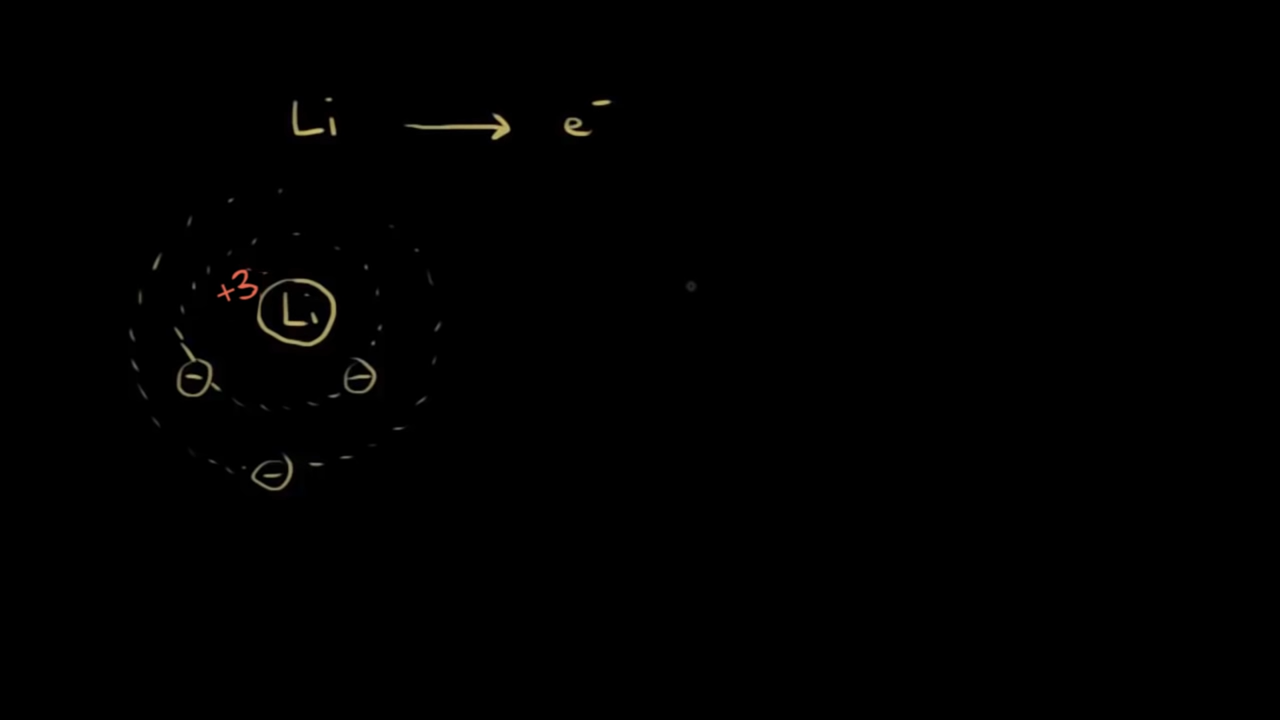 Li → e⁻
+3 Li
− −
−